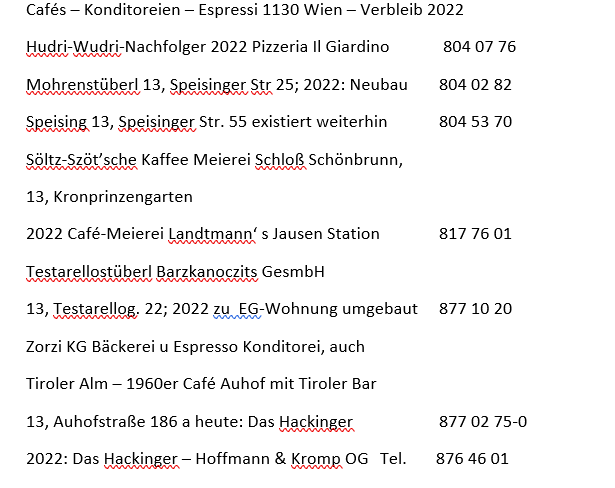 Cafés – Konditoreien – Espressi 1130 Wien – Verbleib 2022
Hudri-Wudri-Nachfolger 2022 Pizzeria Il Giardino 804 07 76
Mohrenstüberl 13, Speisinger Str 25; 2022: Neubau 804 02 82
Speising 13, Speisinger Str. 55 existiert weiterhin 804 53 70
Söltz-Szöt’sche Kaffee Meierei Schloß Schönbrunn,
13, Kronprinzengarten
2022 Café-Meierei Landtmann‘ s Jausen Station 817 76 01
Testarellostüberl Barzkanoczits GesmbH
13, Testarellog. 22; 2022 zu EG-Wohnung umgebaut 877 10 20
Zorzi KG Bäckerei u Espresso Konditorei, auch
Tiroler Alm – 1960er Café Auhof mit Tiroler Bar
13, Auhofstraße 186 a heute: Das Hackinger 877 02 75-0
2022: Das Hackinger – Hoffmann & Kromp OG Tel. 876 46 01